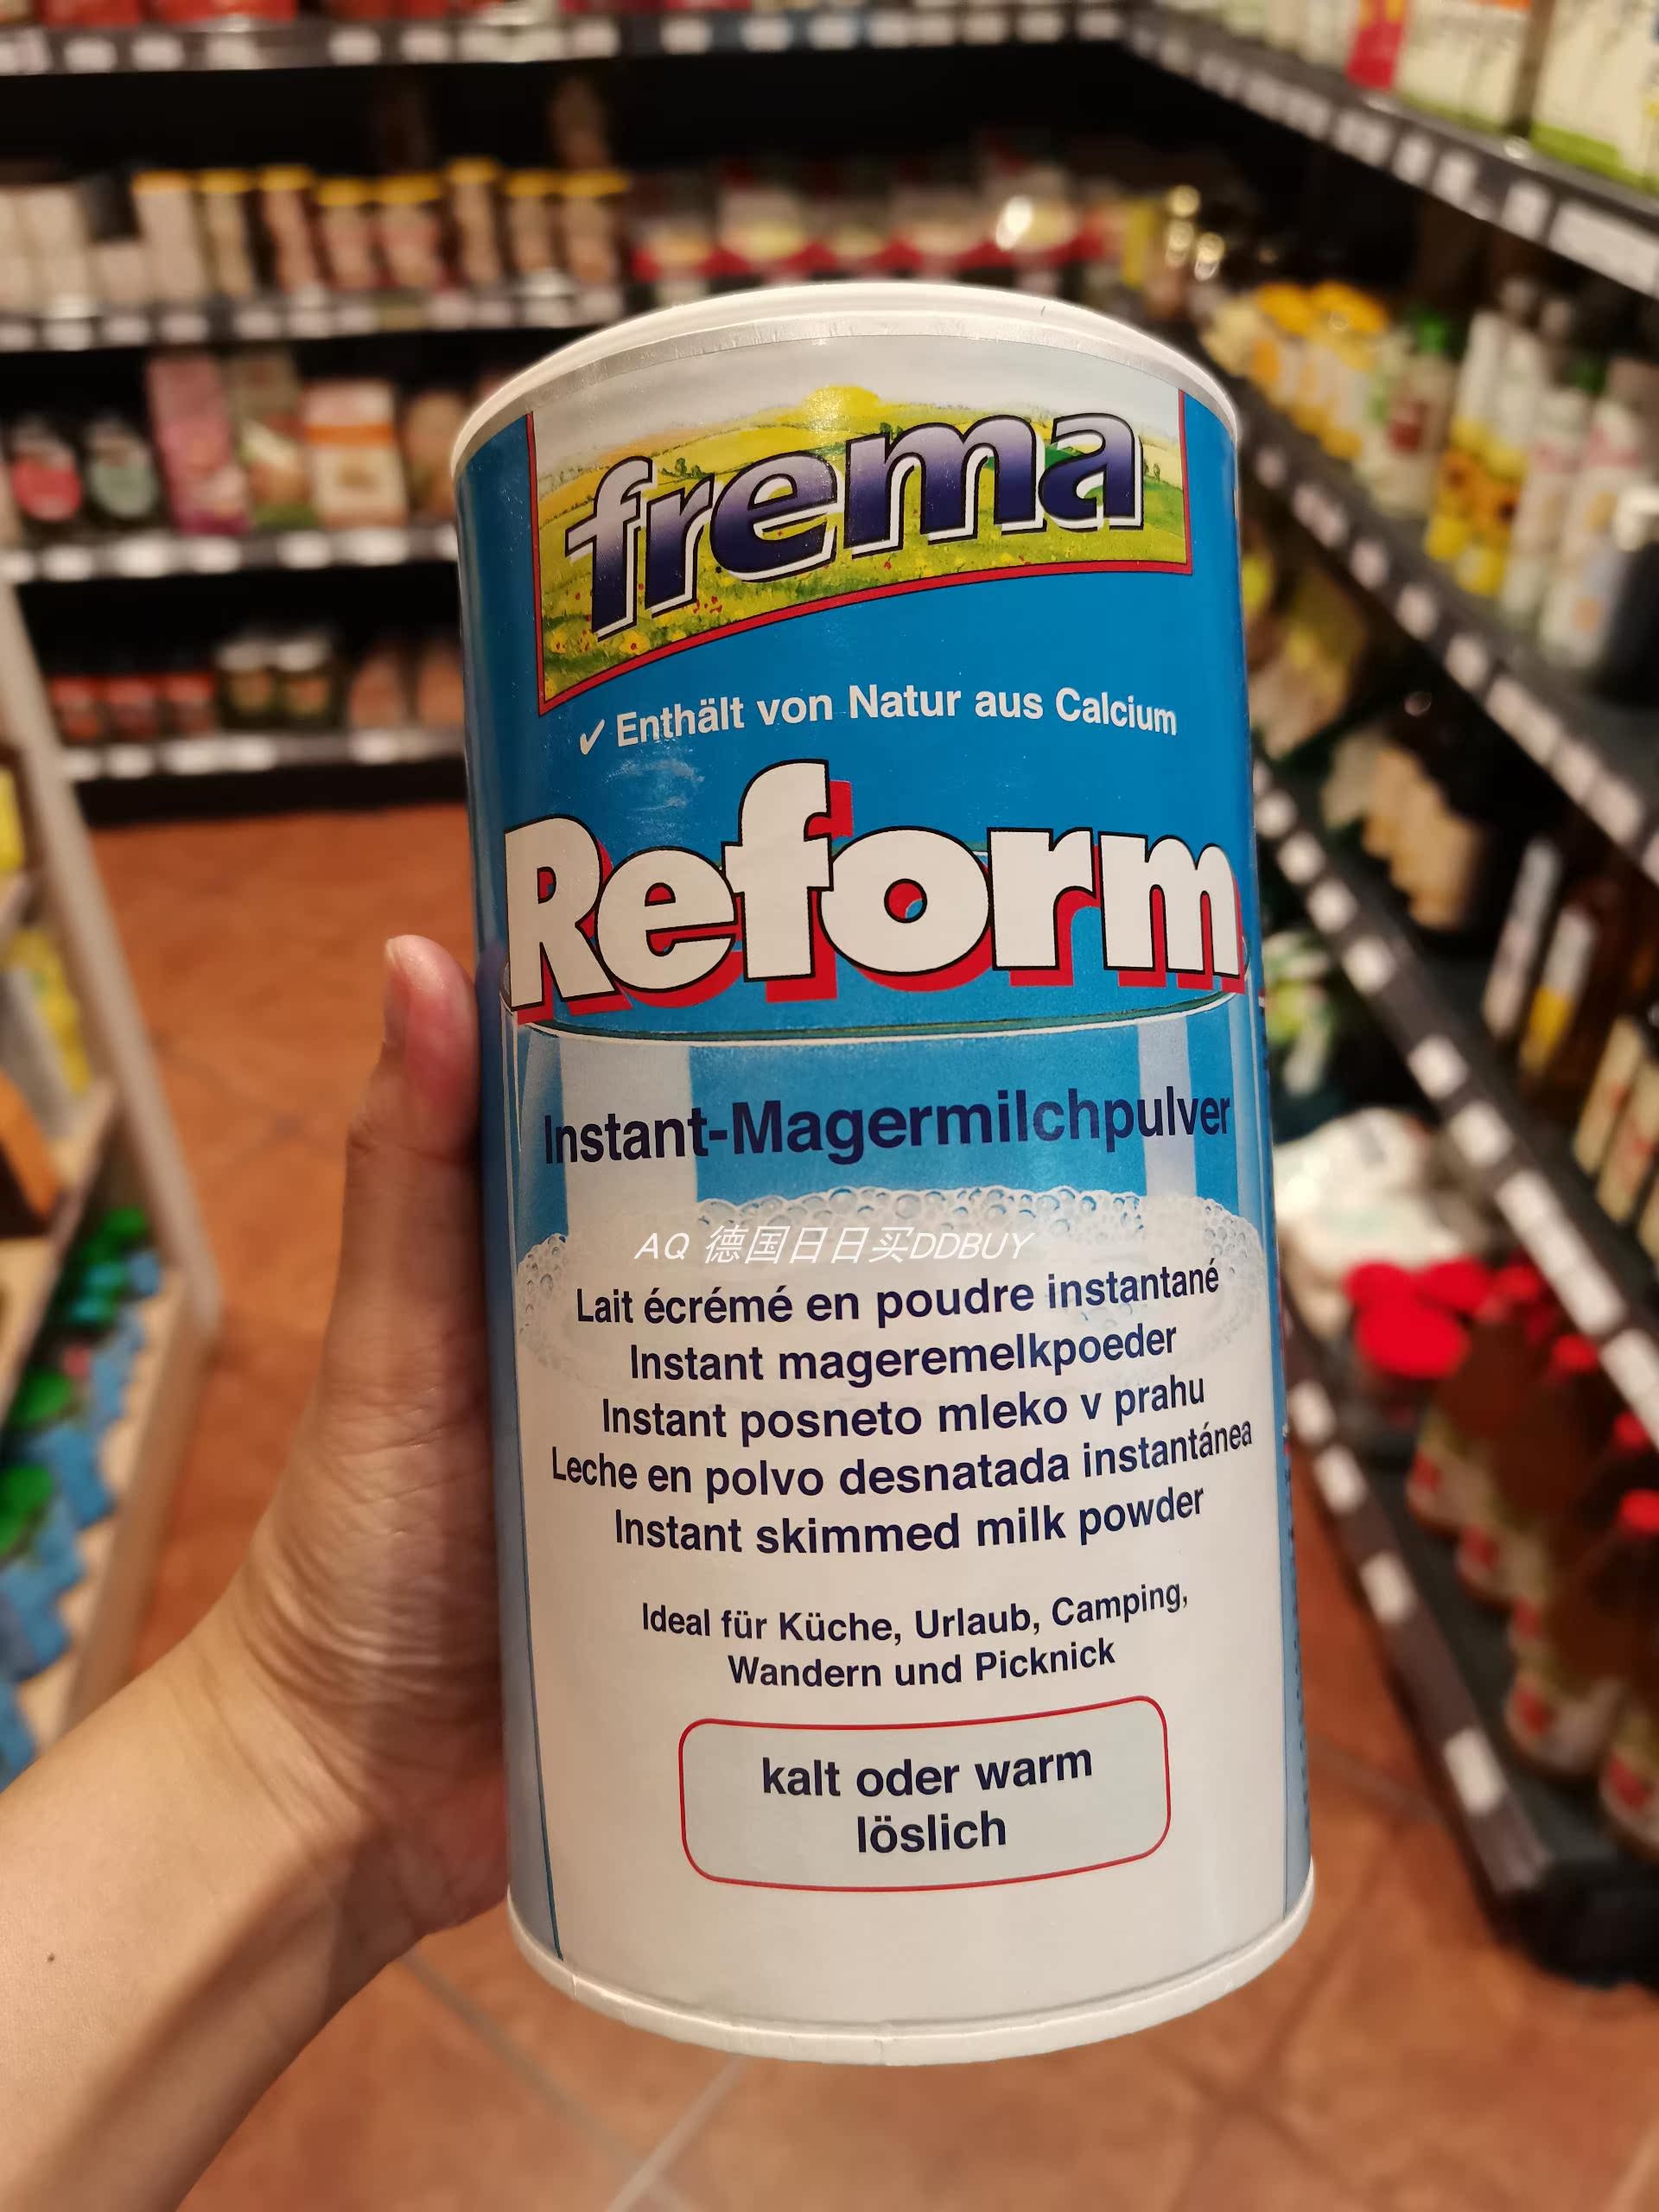 frema
✓ Enthält von Natur aus Calcium
Reform
Instant-Magermilchpulver
AQ 德国日日买DDBUY
Lait écrémé en poudre instantané
Instant mageremelkpoeder
Instant posneto mleko v prahu
Leche en polvo desnatada instantánea
Instant skimmed milk powder
Ideal für Küche, Urlaub, Camping,
Wandern und Picknick
kalt oder warm
löslich